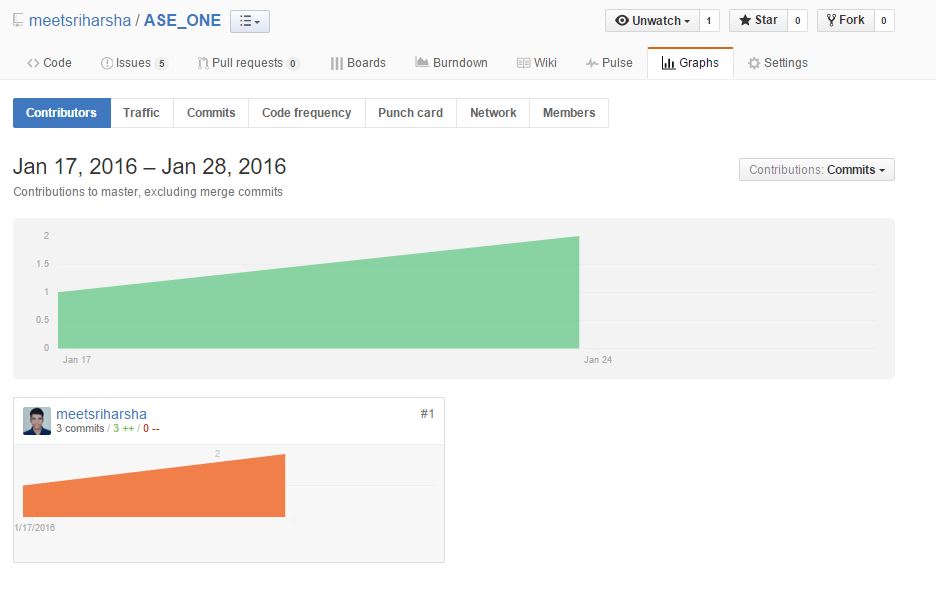 meetsriharsha / ASE_ONE
Unwatch 1 Star 0 Fork 0
Code Issues 5 Pull requests 0 Boards Burndown Wiki Pulse Graphs Settings
Contributors Traffic Commits Code frequency Punch card Network Members
Jan 17, 2016 – Jan 28, 2016
Contributions: Commits
Contributions to master, excluding merge commits
2
1.5
1
0.5
0
Jan 17 Jan 24
meetsriharsha #1
3 commits / 3 ++ / 0 --
2
1/17/2016